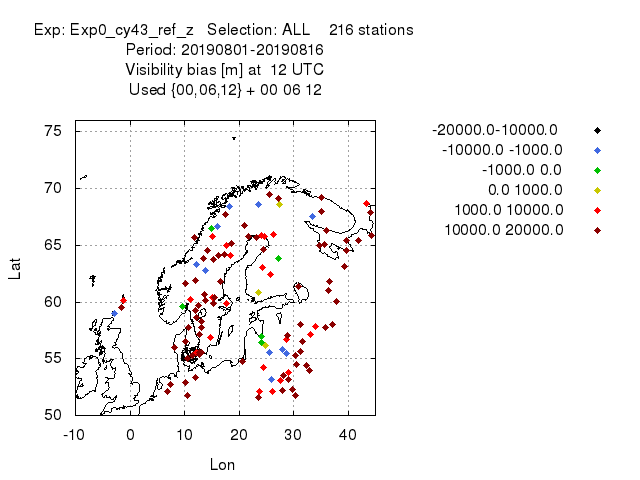 Exp: Exp0_cy43_ref_z   Selection: ALL    216 stations
Period: 20190801-20190816
Visibility bias [m] at  12 UTC
Used {00,06,12} + 00 06 12
-20000.0-10000.0
-10000.0 -1000.0
-1000.0 0.0
0.0 1000.0
1000.0 10000.0
10000.0 20000.0
75
70
65
60
55
50
Lat
-10 0 10 20 30 40
Lon